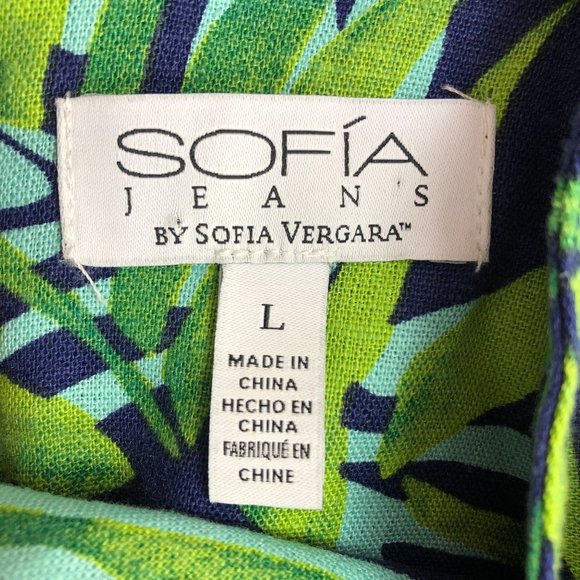 SOFÍA
JEANS
BY SOFIA VERGARA™
L
MADE IN
CHINA
HECHO EN
CHINA
FABRIQUÉ EN
CHINE